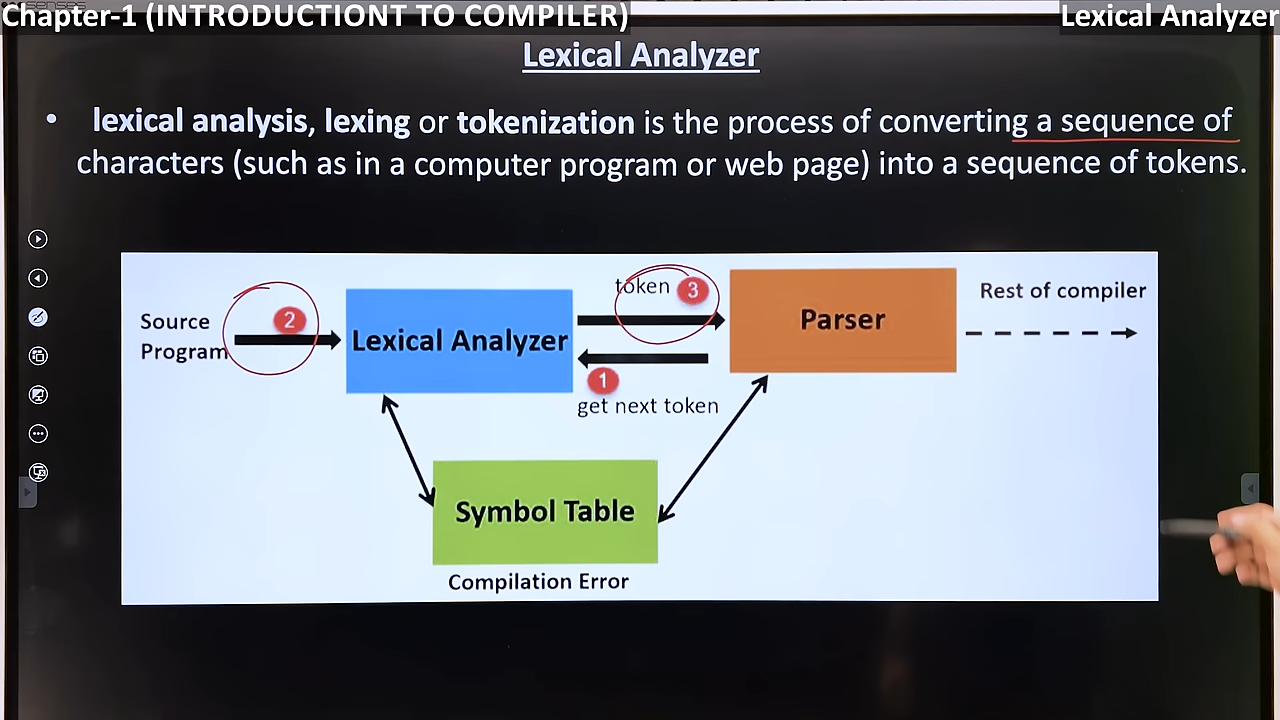 Chapter-1 (INTRODUCTIONT TO COMPILER)
Lexical Analyzer
Lexical Analyzer
• lexical analysis, lexing or tokenization is the process of converting a sequence of
characters (such as in a computer program or web page) into a sequence of tokens.
Source
Program
2
Lexical Analyzer
token 3
1
get next token
Parser
Rest of compiler
Symbol Table
Compilation Error